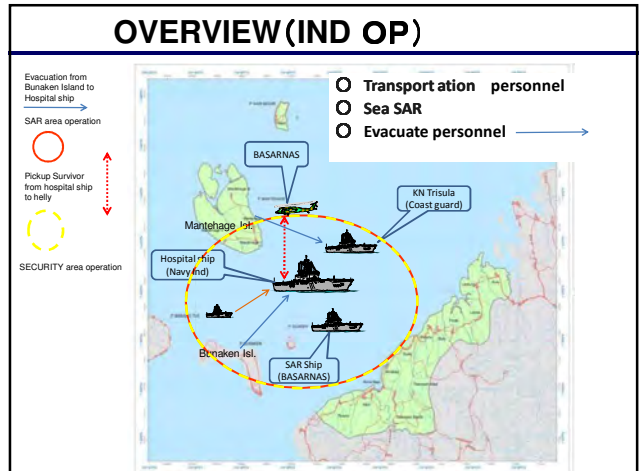 OVERVIEW(IND OP)
Evacuation from
Bunaken Island to
Hospital ship
SAR area operation
Pickup Survivor
from hospital ship
to helly
SECURITY area operation
Transport ation personnel
Sea SAR
Evacuate personnel
BASARNAS
KN Trisula
(Coast guard)
Mantehage Isl.
Hospital ship
(Navy Ind)
Bunaken Isl.
SAR Ship
(BASARNAS)